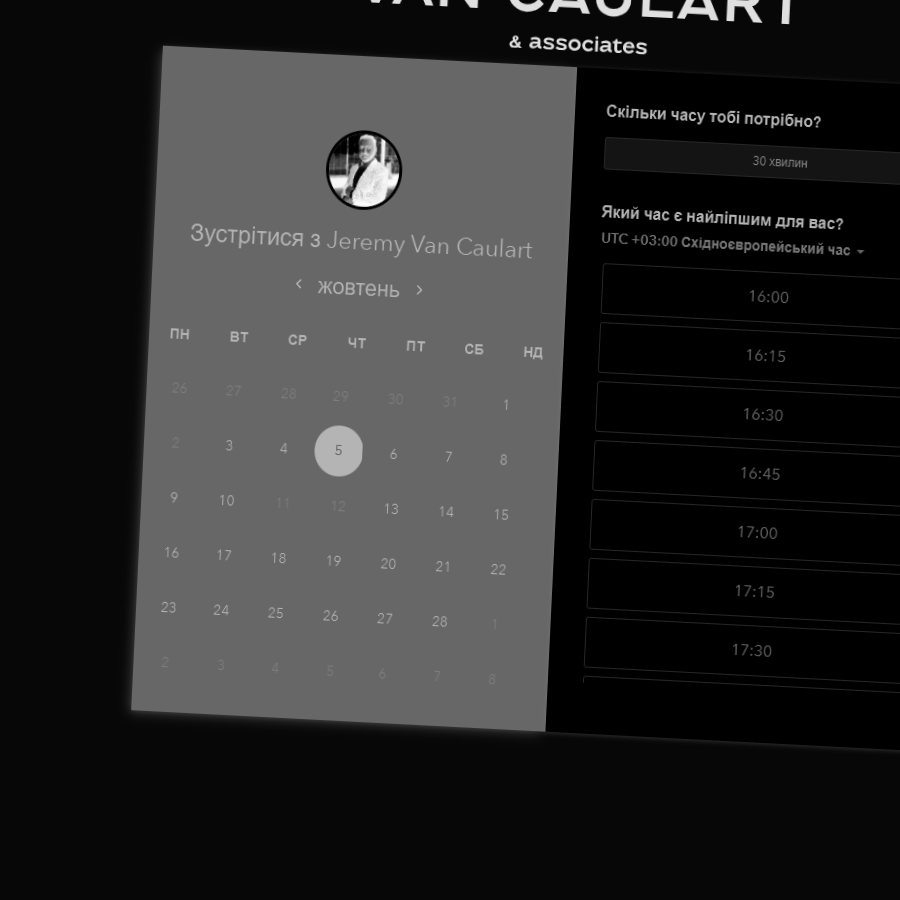 VAN CAULART
& associates
Зустрітися з Jeremy Van Caulart
‹ жовтень ›
ПН ВТ СР ЧТ ПТ СБ НД
26 27 28 29 30 31 1
2 3 4 5 6 7 8
9 10 11 12 13 14 15
16 17 18 19 20 21 22
23 24 25 26 27 28 1
2 3 4 5 6 7 8
Скільки часу тобі потрібно?
30 хвилин
Який час є найліпшим для вас?
UTC +03:00 Східноєвропейський час
16:00
16:15
16:30
16:45
17:00
17:15
17:30